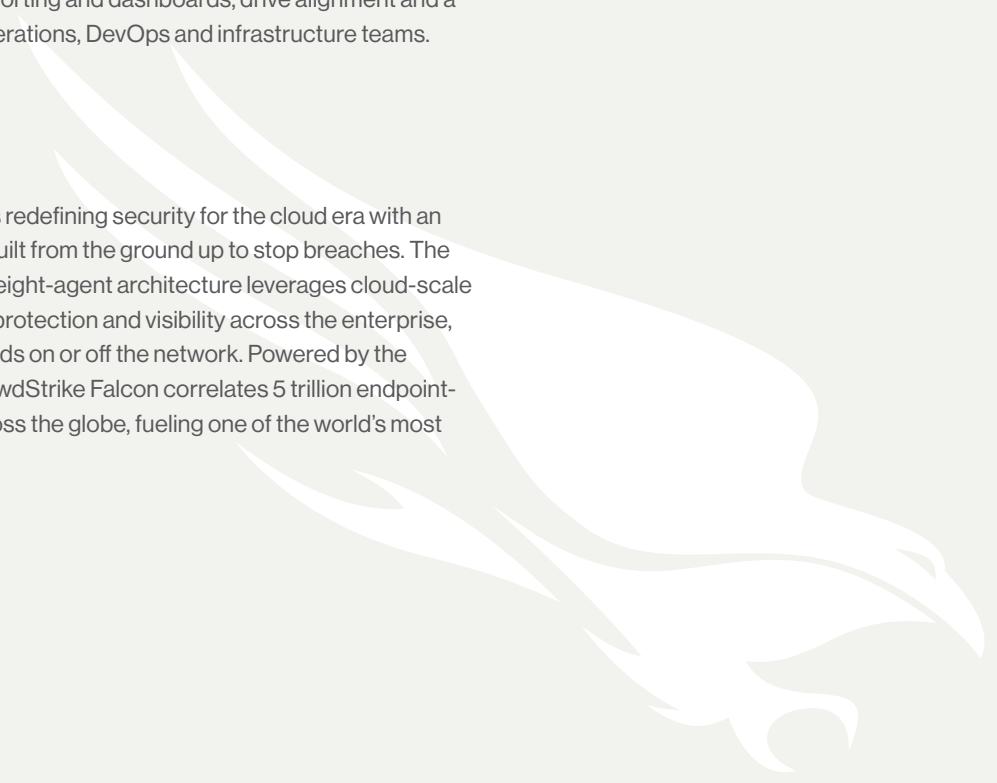 orting and dashboards, drive alignment and a
erations, DevOps and infrastructure teams.
s redefining security for the cloud era with an
uilt from the ground up to stop breaches. The
eight-agent architecture leverages cloud-scale
protection and visibility across the enterprise,
ds on or off the network. Powered by the
wdStrike Falcon correlates 5 trillion endpoint-
oss the globe, fueling one of the world’s most